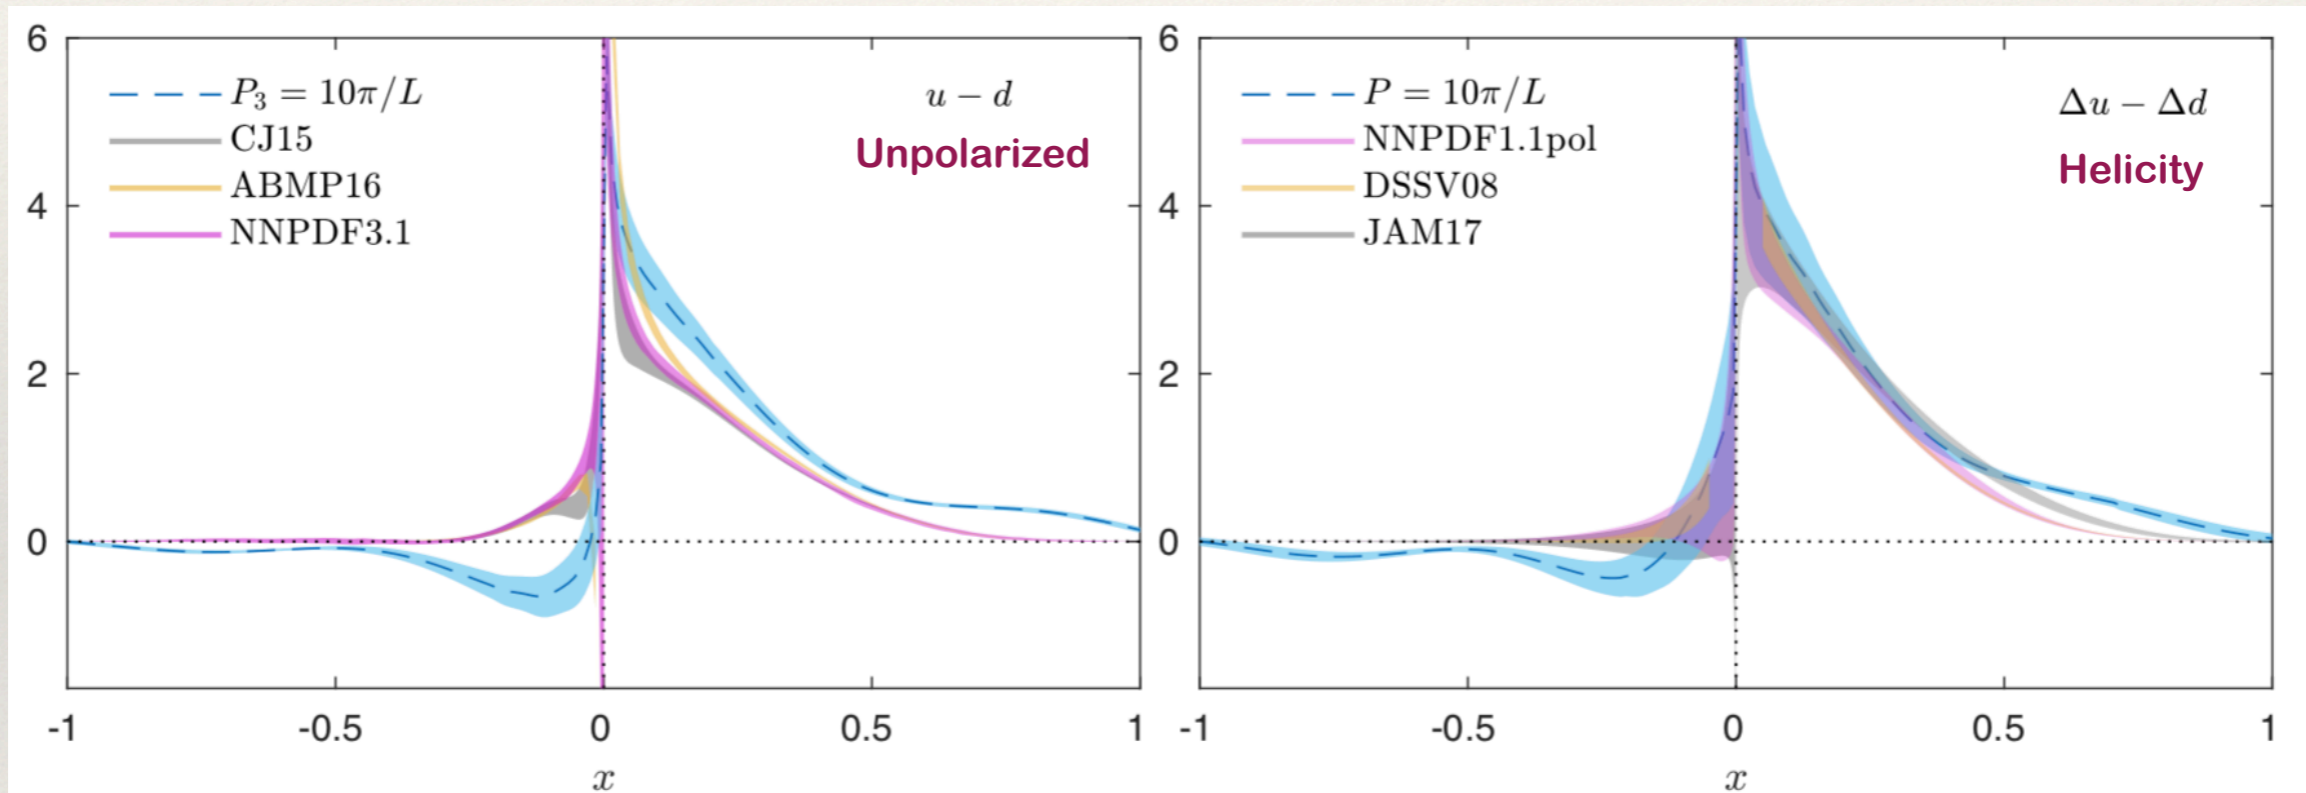 6
4
2
0
P₃ = 10π/L
CJ15
ABMP16
NNPDF3.1
u − d
Unpolarized
-1 -0.5 0 0.5 1
x
6
4
2
0
P = 10π/L
NNPDF1.1pol
DSSV08
JAM17
Δu − Δd
Helicity
-1 -0.5 0 0.5 1
x